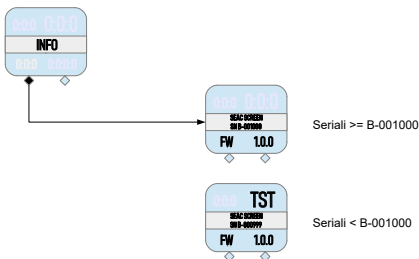 INFO
SEAC SCREEN
SN B-001000
FW 1.0.0
Seriali >= B-001000
TST
SEAC SCREEN
SN B-000999
FW 1.0.0
Seriali < B-001000